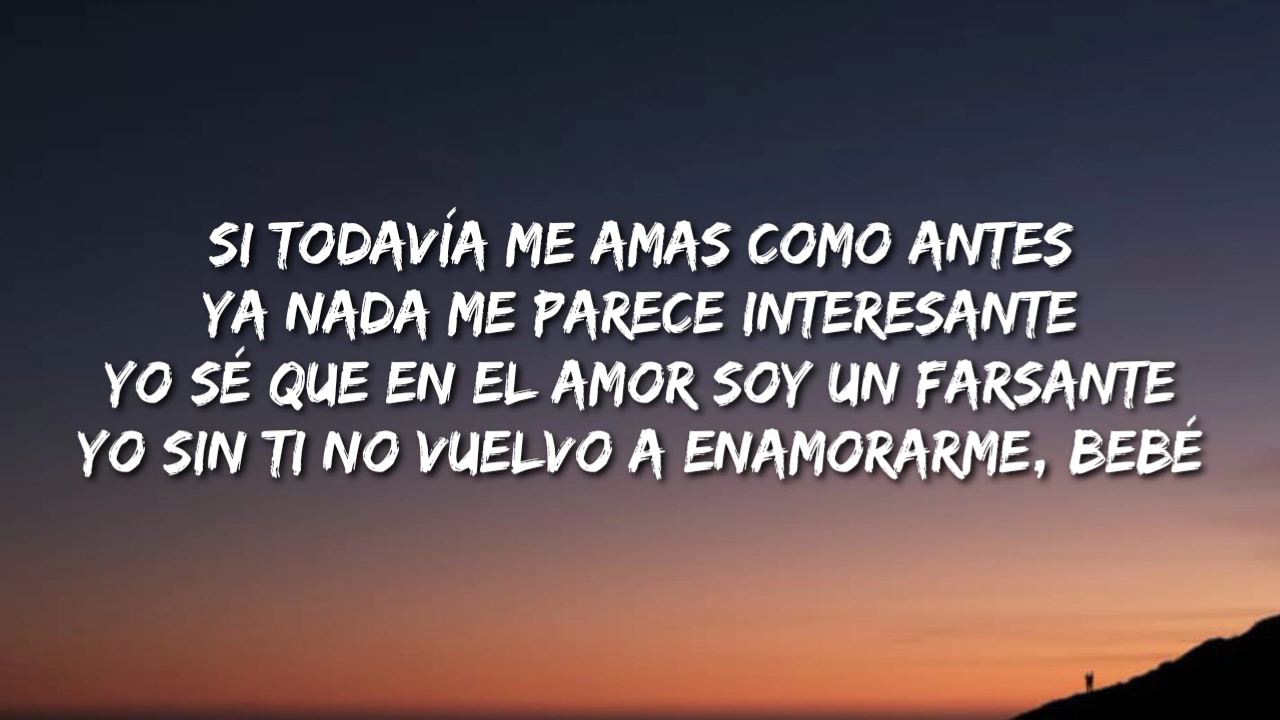 SI TODAVÍA ME AMAS COMO ANTES
YA NADA ME PARECE INTERESANTE
YO SÉ QUE EN EL AMOR SOY UN FARSANTE
YO SIN TI NO VUELVO A ENAMORARME, BEBÉ